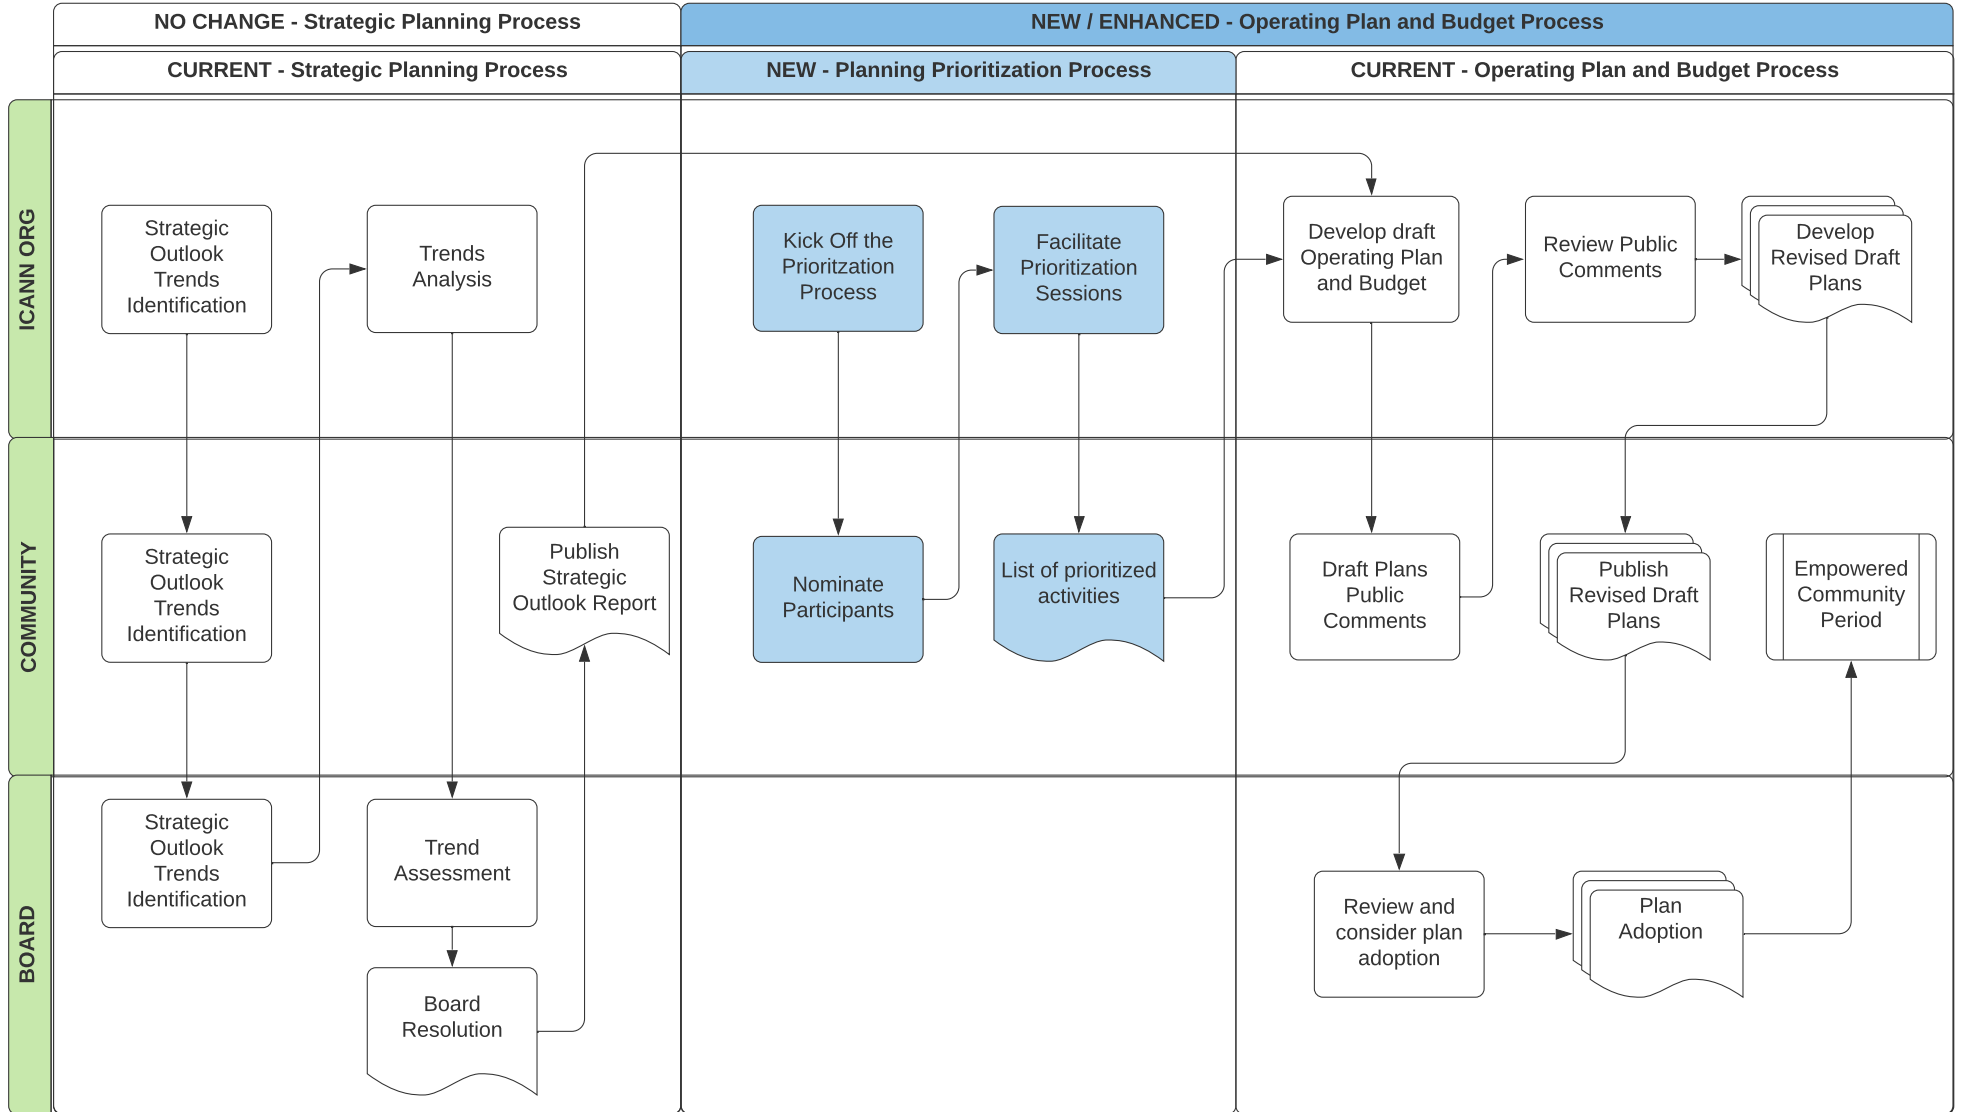 NO CHANGE - Strategic Planning Process
NEW / ENHANCED - Operating Plan and Budget Process
CURRENT - Strategic Planning Process
NEW - Planning Prioritization Process
CURRENT - Operating Plan and Budget Process
ICANN ORG
Strategic
Outlook
Trends
Identification
Trends
Analysis
Kick Off the
Prioritzation
Process
Facilitate
Prioritization
Sessions
Develop draft
Operating Plan
and Budget
Review Public
Comments
Develop
Revised Draft
Plans
COMMUNITY
Strategic
Outlook
Trends
Identification
Publish
Strategic
Outlook Report
Nominate
Participants
List of prioritized
activities
Draft Plans
Public
Comments
Publish
Revised Draft
Plans
Empowered
Community
Period
BOARD
Strategic
Outlook
Trends
Identification
Trend
Assessment
Board
Resolution
Review and
consider plan
adoption
Plan
Adoption